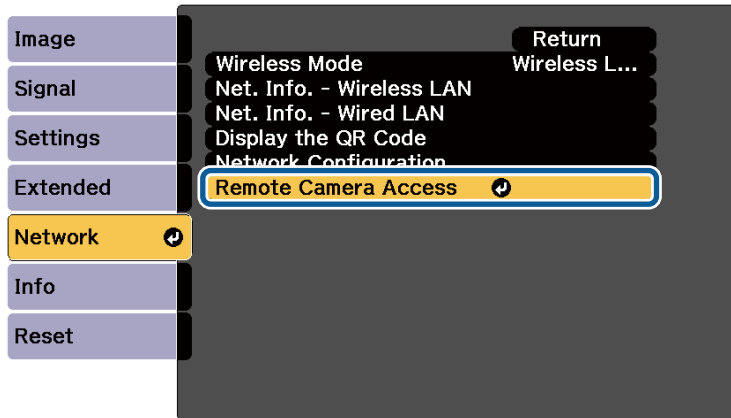 Image
Signal
Settings
Extended
Network
Info
Reset
Return
Wireless Mode Wireless L...
Net. Info. - Wireless LAN
Net. Info. - Wired LAN
Display the QR Code
Network Configuration
Remote Camera Access